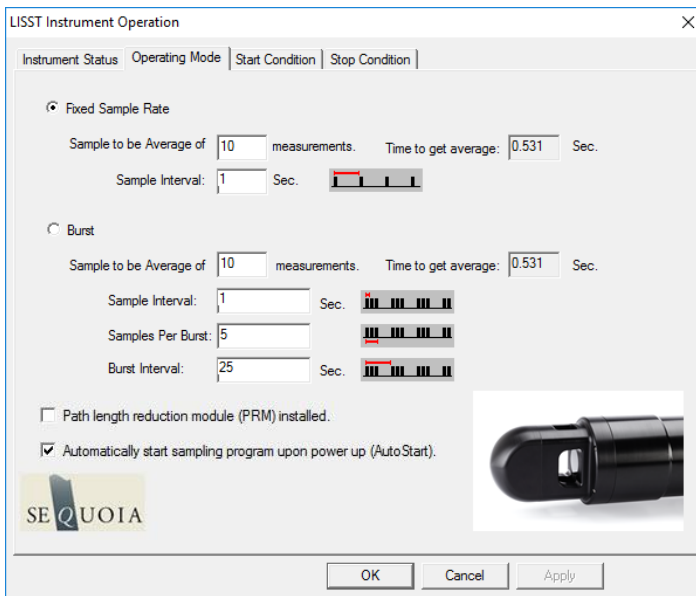 LISST Instrument Operation
Instrument Status Operating Mode Start Condition Stop Condition
Fixed Sample Rate
Sample to be Average of 10 measurements. Time to get average: 0.531 Sec.
Sample Interval: 1 Sec.
Burst
Sample to be Average of 10 measurements. Time to get average: 0.531 Sec.
Sample Interval: 1 Sec.
Samples Per Burst: 5
Burst Interval: 25 Sec.
Path length reduction module (PRM) installed.
Automatically start sampling program upon power up (AutoStart).
SEQUOIA
OK Cancel Apply